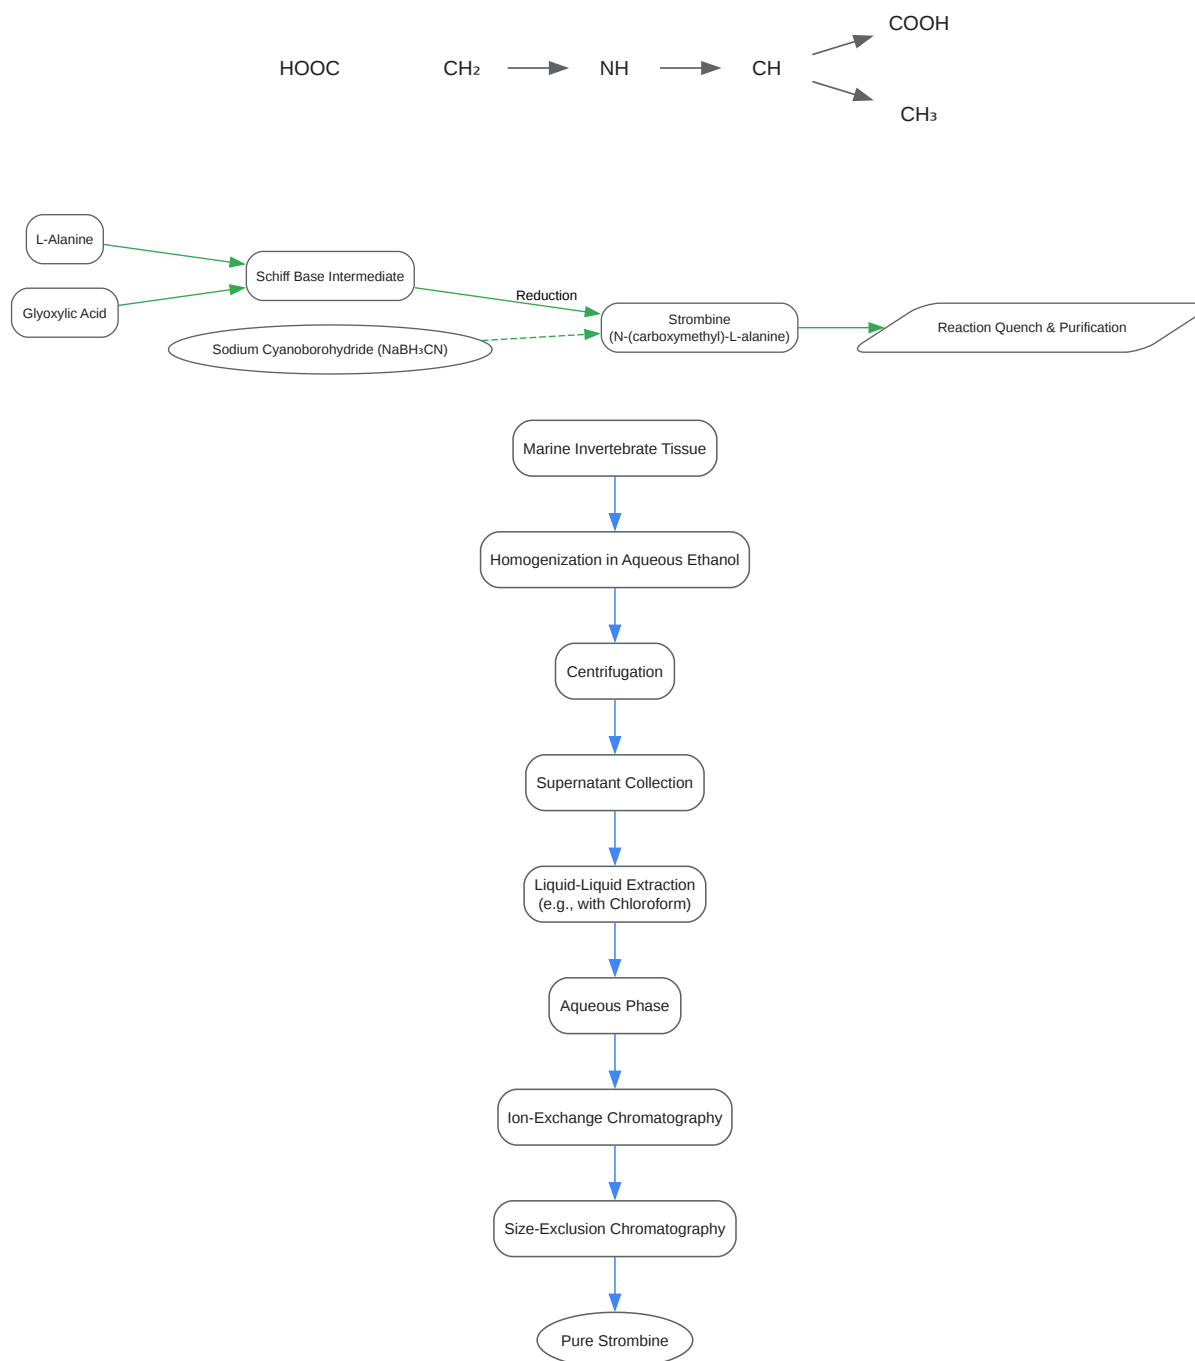 COOH
HOOC
CH₂
NH
CH
CH₃
L-Alanine
Schiff Base Intermediate
Reduction
Glyoxylic Acid
Strombine
(N-(carboxymethyl)-L-alanine)
Reaction Quench & Purification
Sodium Cyanoborohydride (NaBH₃CN)
Marine Invertebrate Tissue
Homogenization in Aqueous Ethanol
Centrifugation
Supernatant Collection
Liquid-Liquid Extraction
(e.g., with Chloroform)
Aqueous Phase
Ion-Exchange Chromatography
Size-Exclusion Chromatography
Pure Strombine